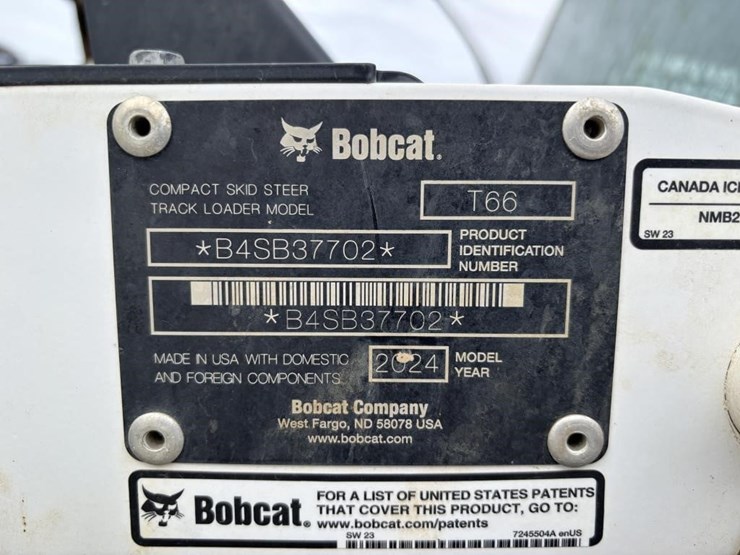 Bobcat.
COMPACT SKID STEER
TRACK LOADER MODEL
T66
*B4SB37702*
PRODUCT
IDENTIFICATION
NUMBER
*B4SB37702*
MADE IN USA WITH DOMESTIC
AND FOREIGN COMPONENTS
2024
MODEL
YEAR
Bobcat Company
West Fargo, ND 58078 USA
www.bobcat.com
CANADA
NMB2
SW 23
Bobcat.
FOR A LIST OF UNITED STATES PATENTS
THAT COVER THIS PRODUCT, GO TO:
www.bobcat.com/patents
SW 23
7245504A enUS